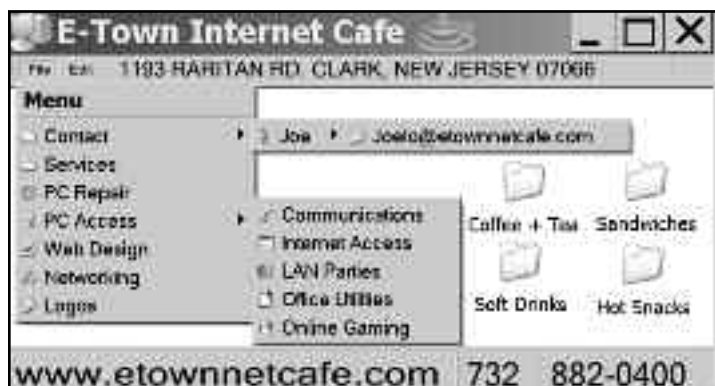 E-Town Internet Cafe
File Edit 1193 RARITAN RD. CLARK, NEW JERSEY 07066
Menu
Contact Joe Joelo@etownnetcafe.com
Services
PC Repair
PC Access Communications
Web Design Internet Access
Networking LAN Parties
Logos Office Utilities
Online Gaming
Coffee + Tea Sandwiches
Soft Drinks Hot Snacks
www.etownnetcafe.com 732 882-0400